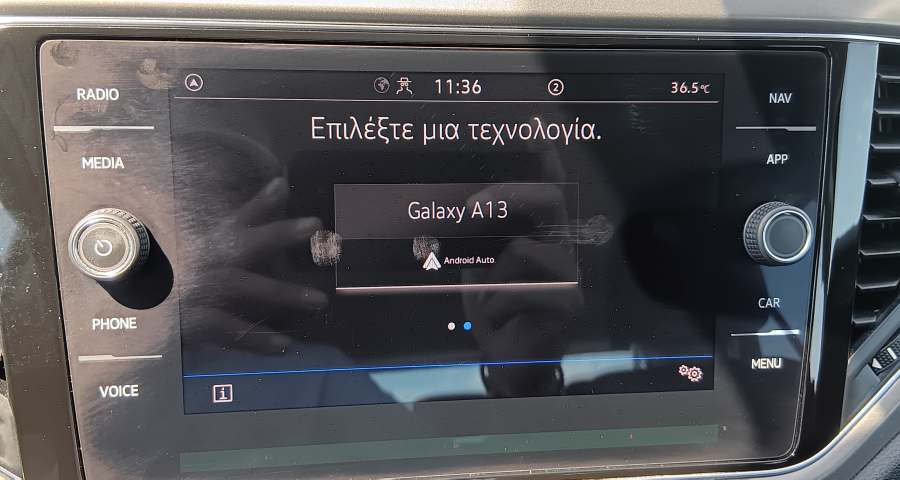 RADIO
MEDIA
PHONE
VOICE
11:36
2
36.5°C
Επιλέξτε μια τεχνολογία.
Galaxy A13
Android Auto
i
NAV
APP
CAR
MENU